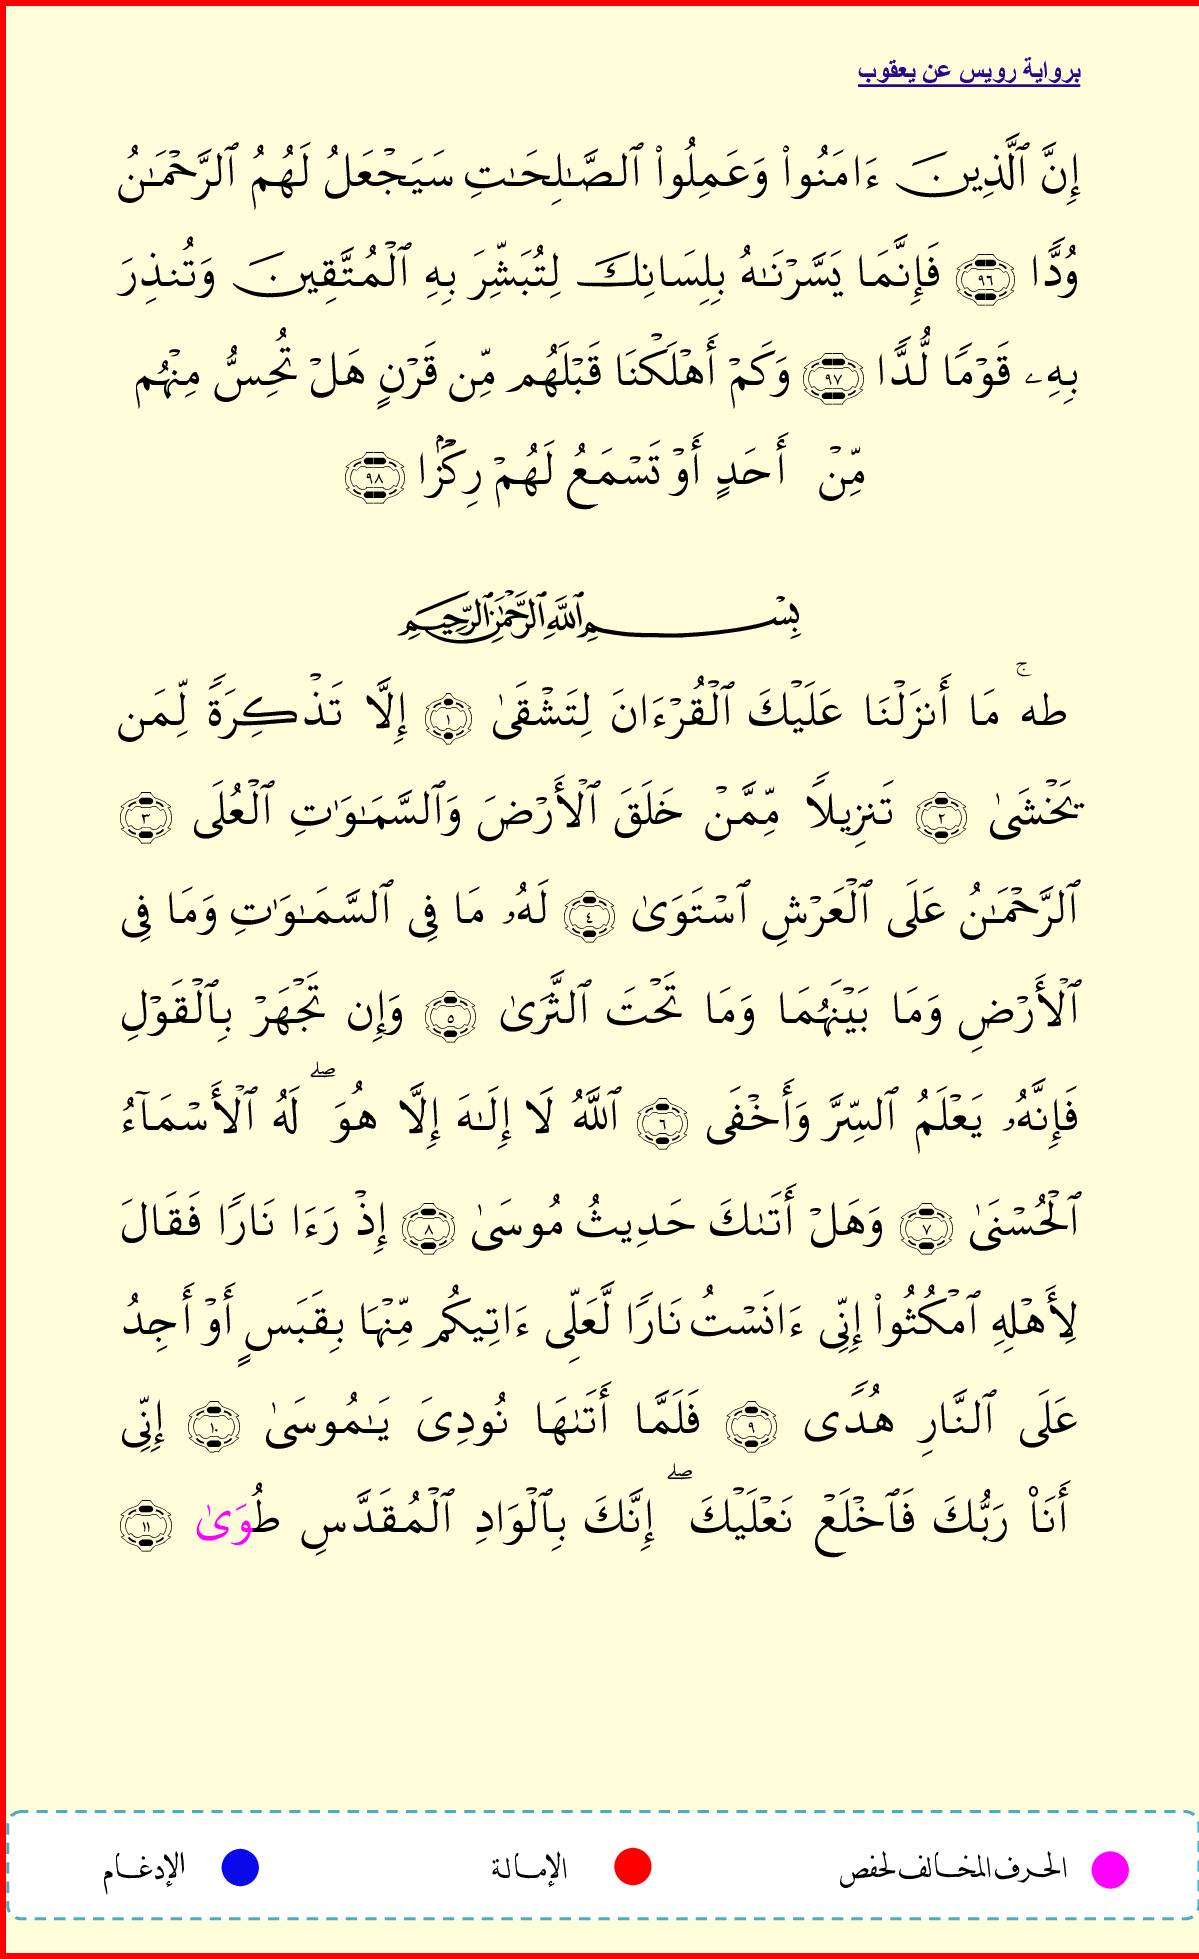 برواية رويس عن يعقوب
إِنَّ ٱلَّذِينَ ءَامَنُواْ وَعَمِلُواْ ٱلصَّـٰلِحَـٰتِ سَيَجْعَلُ لَهُمُ ٱلرَّحْمَـٰنُ
وُدًّا ٩٦ فَإِنَّمَا يَسَّرْنَـٰهُ بِلِسَانِكَ لِتُبَشِّرَ بِهِ ٱلْمُتَّقِينَ وَتُنذِرَ
بِهِۦ قَوْمًا لُّدًّا ٩٧ وَكَمْ أَهْلَكْنَا قَبْلَهُم مِّن قَرْنٍ هَلْ تُحِسُّ مِنْهُم
مِّنْ أَحَدٍ أَوْ تَسْمَعُ لَهُمْ رِكْزًۢا ٩٨
بِسْمِ ٱللَّهِ ٱلرَّحْمَـٰنِ ٱلرَّحِيمِ
طهۚ مَا أَنزَلْنَا عَلَيْكَ ٱلْقُرْءَانَ لِتَشْقَىٰ ١ إِلَّا تَذْكِرَةً لِّمَن
يَخْشَىٰ ٢ تَنزِيلاً مِّمَّنْ خَلَقَ ٱلْأَرْضَ وَٱلسَّمَـٰوَٰتِ ٱلْعُلَى ٣
ٱلرَّحْمَـٰنُ عَلَى ٱلْعَرْشِ ٱسْتَوَىٰ ٤ لَهُۥ مَا فِى ٱلسَّمَـٰوَٰتِ وَمَا فِى
ٱلْأَرْضِ وَمَا بَيْنَهُمَا وَمَا تَحْتَ ٱلثَّرَىٰ ٥ وَإِن تَجْهَرْ بِٱلْقَوْلِ
فَإِنَّهُۥ يَعْلَمُ ٱلسِّرَّ وَأَخْفَى ٦ ٱللَّهُ لَا إِلَـٰهَ إِلَّا هُوَۖ لَهُ ٱلْأَسْمَآءُ
ٱلْحُسْنَىٰ ٧ وَهَلْ أَتَىٰكَ حَدِيثُ مُوسَىٰ ٨ إِذْ رَءَا نَارًا فَقَالَ
لِأَهْلِهِ ٱمْكُثُواْ إِنِّى ءَانَسْتُ نَارًا لَّعَلِّى ءَاتِيكُم مِّنْهَا بِقَبَسٍ أَوْ أَجِدُ
عَلَى ٱلنَّارِ هُدًى ٩ فَلَمَّا أَتَىٰهَا نُودِىَ يَـٰمُوسَىٰ ١٠ إِنِّى
أَنَا۠ رَبُّكَ فَٱخْلَعْ نَعْلَيْكَۖ إِنَّكَ بِٱلْوَادِ ٱلْمُقَدَّسِ طُوَىٰ ١١
الحرف المخالف لحفص الإمالة الإدغام